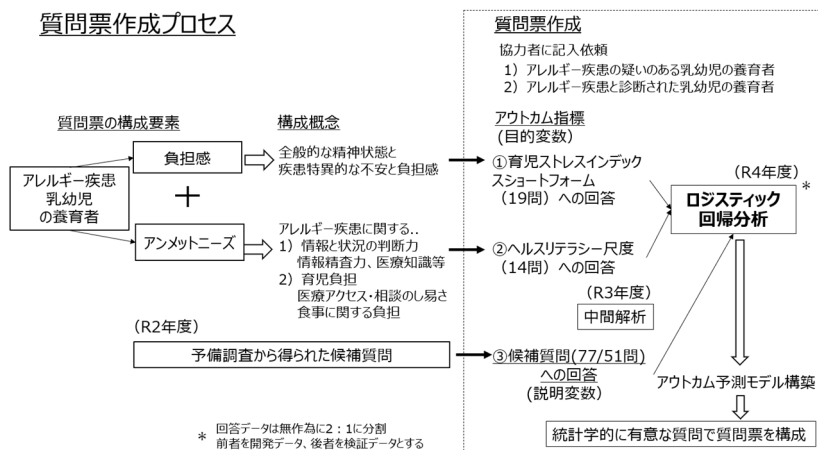 質問票作成プロセス
質問票の構成要素
構成概念
アレルギー疾患
乳幼児
の養育者
負担感
全般的な精神状態と
疾患特異的な不安と負担感
＋
アンメットニーズ
アレルギー疾患に関する..
1）情報と状況の判断力
情報精査力、医療知識等
2）育児負担
医療アクセス・相談のし易さ
食事に関する負担
（R2年度）
予備調査から得られた候補質問
* 回答データは無作為に2：1に分割
前者を開発データ、後者を検証データとする
質問票作成
協力者に記入依頼
1）アレルギー疾患の疑いのある乳幼児の養育者
2）アレルギー疾患と診断された乳幼児の養育者
アウトカム指標
(目的変数）
①育児ストレスインデック
スショートフォーム
（19問）への回答
②ヘルスリテラシー尺度
（14問）への回答
（R3年度）
中間解析
③候補質問(77/51問)
への回答
(説明変数）
（R4年度）
ロジスティック
回帰分析
*
アウトカム予測モデル構築
統計学的に有意な質問で質問票を構成